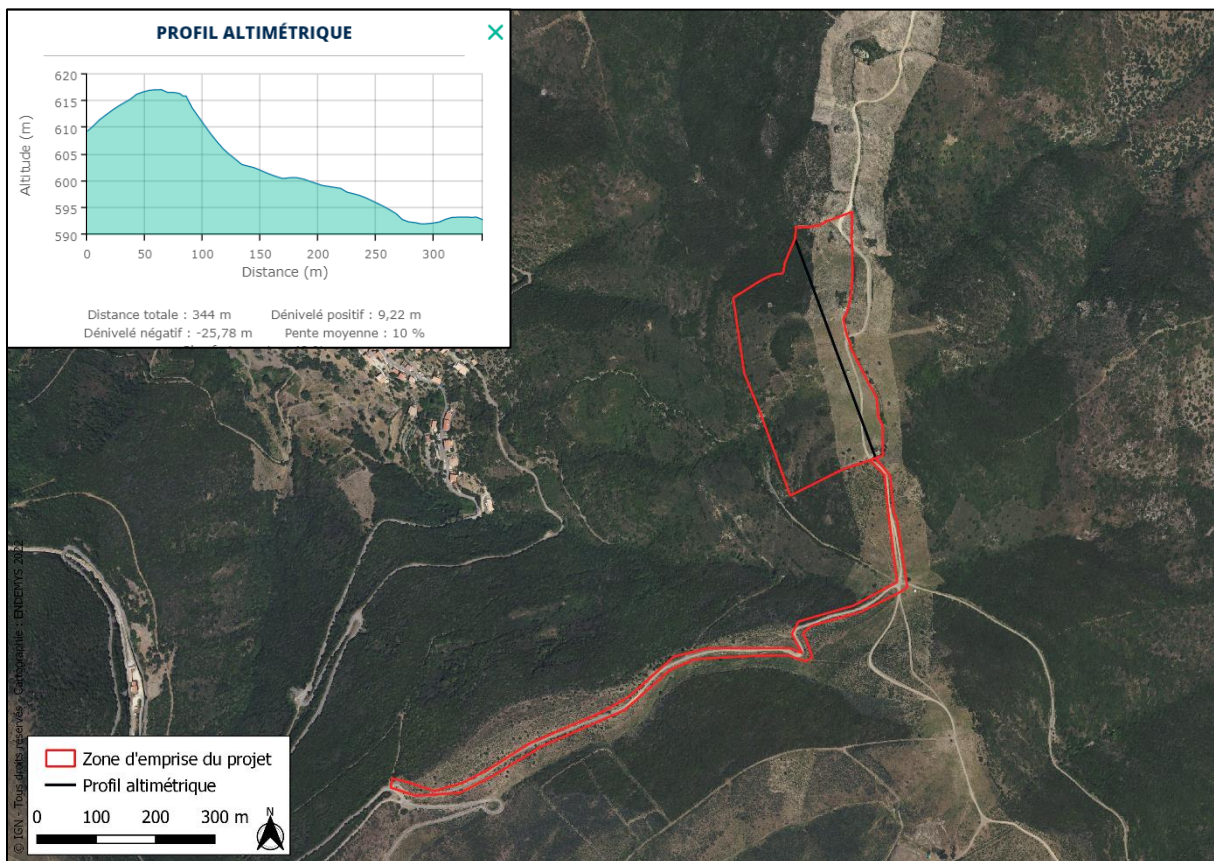 PROFIL ALTIMÉTRIQUE
620
615
610
605
600
595
590
Altitude (m)
0 50 100 150 200 250 300
Distance (m)
Distance totale : 344 m Dénivelé positif : 9,22 m
Dénivelé négatif : -25,78 m Pente moyenne : 10 %
© IGN - Tous droits réservés - Cartographie : ENDEMYS 2022
Zone d'emprise du projet
Profil altimétrique
0 100 200 300 m
N